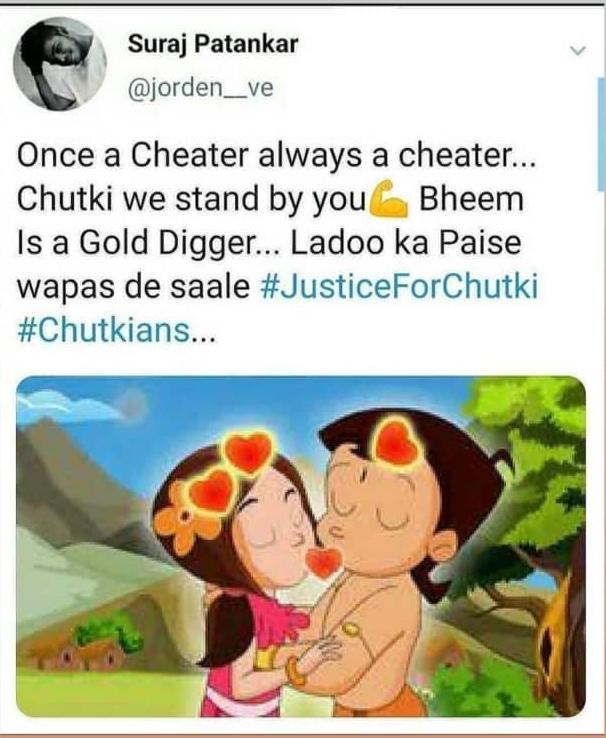 Suraj Patankar
@jorden__ve
Once a Cheater always a cheater...
Chutki we stand by you💪 Bheem
Is a Gold Digger... Ladoo ka Paise
wapas de saale #JusticeForChutki
#Chutkians...